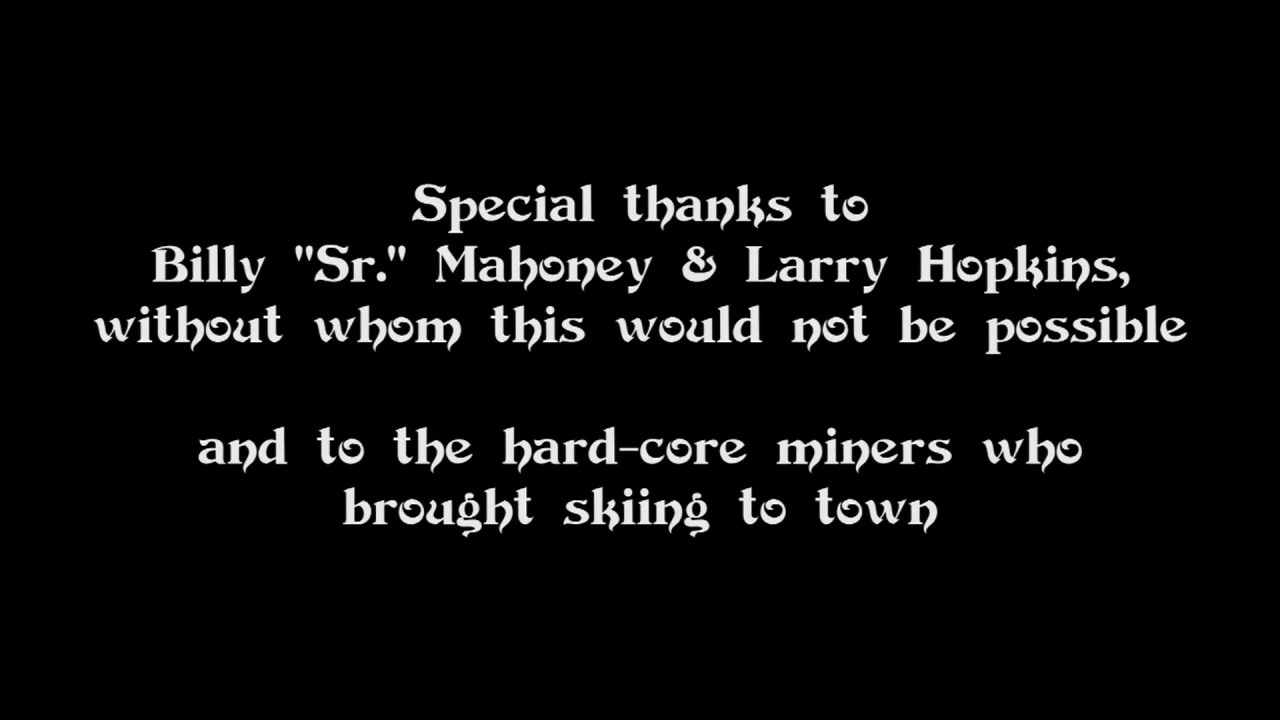 Special thanks to
Billy "Sr." Mahoney & Larry Hopkins,
without whom this would not be possible
and to the hard-core miners who
brought skiing to town